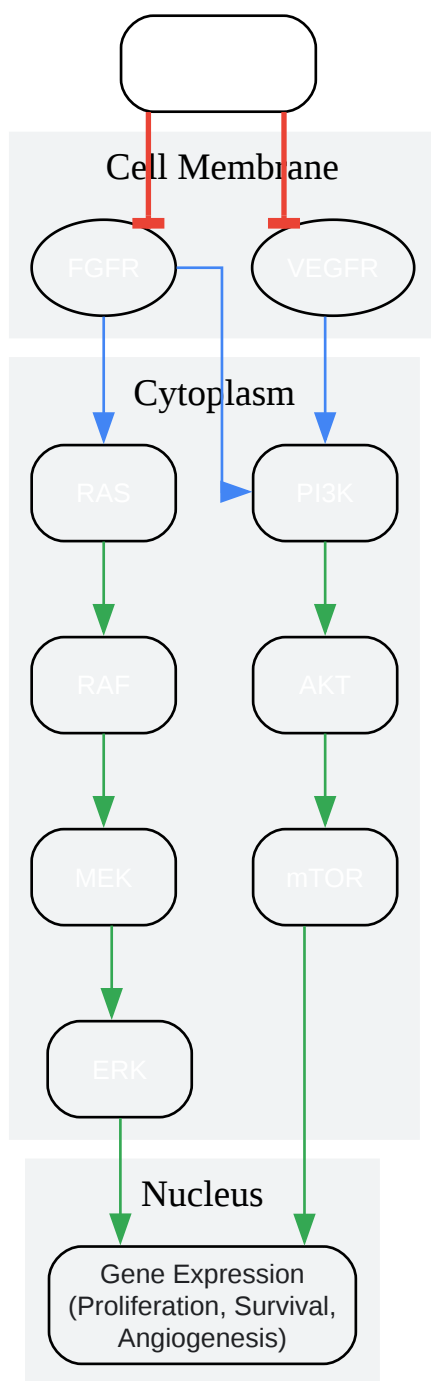 Cell Membrane
FGFR
VEGFR
Cytoplasm
RAS
PI3K
RAF
AKT
MEK
mTOR
ERK
Nucleus
Gene Expression
(Proliferation, Survival,
Angiogenesis)